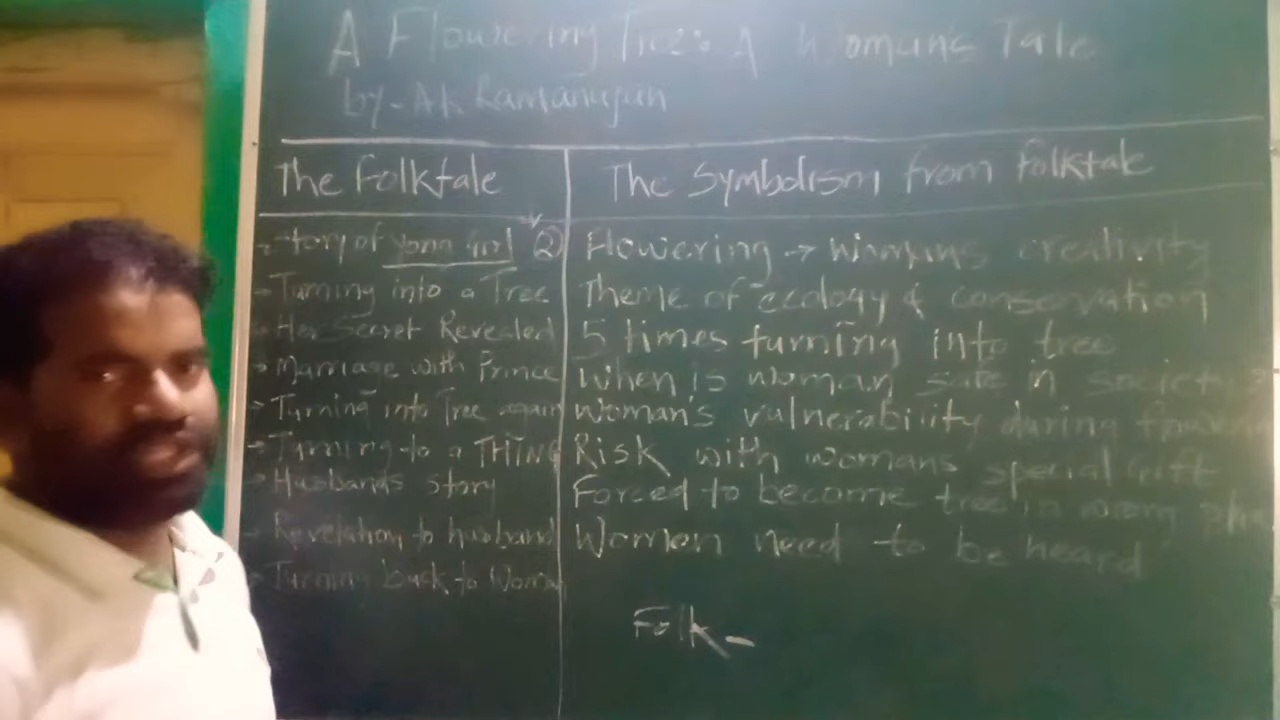 A Flowering Tree: A Womans Tale
by - AK Ramanujan
The Folktale
The Symbolism from folktale
Story of Yong Girl ②
→ Turning into a Tree
→ Her Secret Revealed
→ Marriage with Prince
→ Turning into Tree again
→ Turning to a THING
→ Husbands story
→ Revelation to husband
→ Turning back to Woman
Flowering → womans creativity
Theme of ecology & conservation
5 times turning into tree
When is woman safe in society?
Woman's vulnerability during
Risk with womans special Gift
Forced to become tree in wrong
Women need to be heard
Folk -